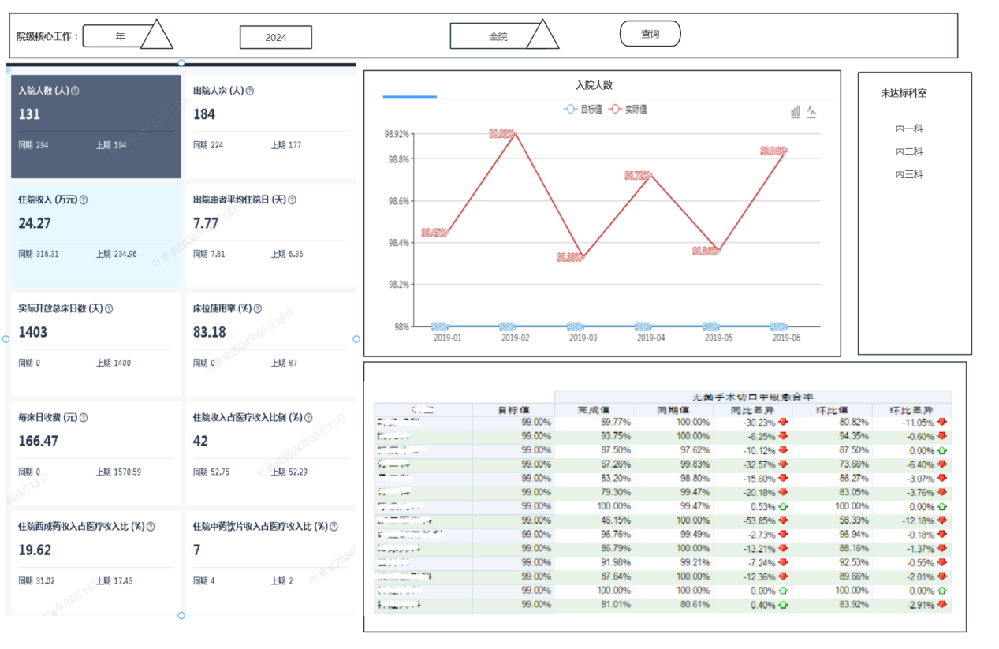 院级核心工作：
年
2024
全院
查询
入院人数 (人)
131
同期 294
上期 194
出院人次 (人)
184
同期 224
上期 177
住院收入 (万元)
24.27
同期 318.31
上期 234.96
出院患者平均住院日 (天)
7.77
同期 7.81
上期 6.36
实际开放总床日数 (天)
1403
同期 0
上期 1400
床位使用率 (%)
83.18
同期 0
上期 87
每床日收费 (元)
166.47
同期 0
上期 1570.59
住院收入占医疗收入比例 (%)
42
同期 52.75
上期 52.29
住院西成药收入占医疗收入比 (%)
19.62
同期 31.02
上期 17.43
住院中药饮片收入占医疗收入比 (%)
7
同期 4
上期 2
入院人数
目标值 实际值
98.92%
98.8%
98.6%
98.4%
98.2%
98%
98.45%
98.92%
98.33%
98.72%
98.36%
98.84%
98% 98% 98% 98% 98% 98%
2019-01 2019-02 2019-03 2019-04 2019-05 2019-06
未达标科室
内一科
内二科
内三科
无菌手术切口甲级愈合率
目标值 完成值 同期值 同比差异 环比值 环比差异
99.00% 69.77% 100.00% -30.23% 80.82% -11.05%
99.00% 93.75% 100.00% -6.25% 94.35% -0.60%
99.00% 87.50% 97.62% -10.12% 87.50% 0.00%
99.00% 67.26% 99.83% -32.57% 73.66% -6.40%
99.00% 83.20% 98.80% -15.60% 86.27% -3.07%
99.00% 79.30% 99.47% -20.18% 83.05% -3.76%
99.00% 100.00% 99.47% 0.53% 100.00% 0.00%
99.00% 46.15% 100.00% -53.85% 58.33% -12.18%
99.00% 96.76% 99.49% -2.73% 96.94% -0.18%
99.00% 86.79% 100.00% -13.21% 88.16% -1.37%
99.00% 91.98% 99.21% -7.24% 92.53% -0.55%
99.00% 87.64% 100.00% -12.36% 89.66% -2.01%
99.00% 100.00% 100.00% 0.00% 100.00% 0.00%
99.00% 81.01% 80.61% 0.40% 83.92% -2.91%